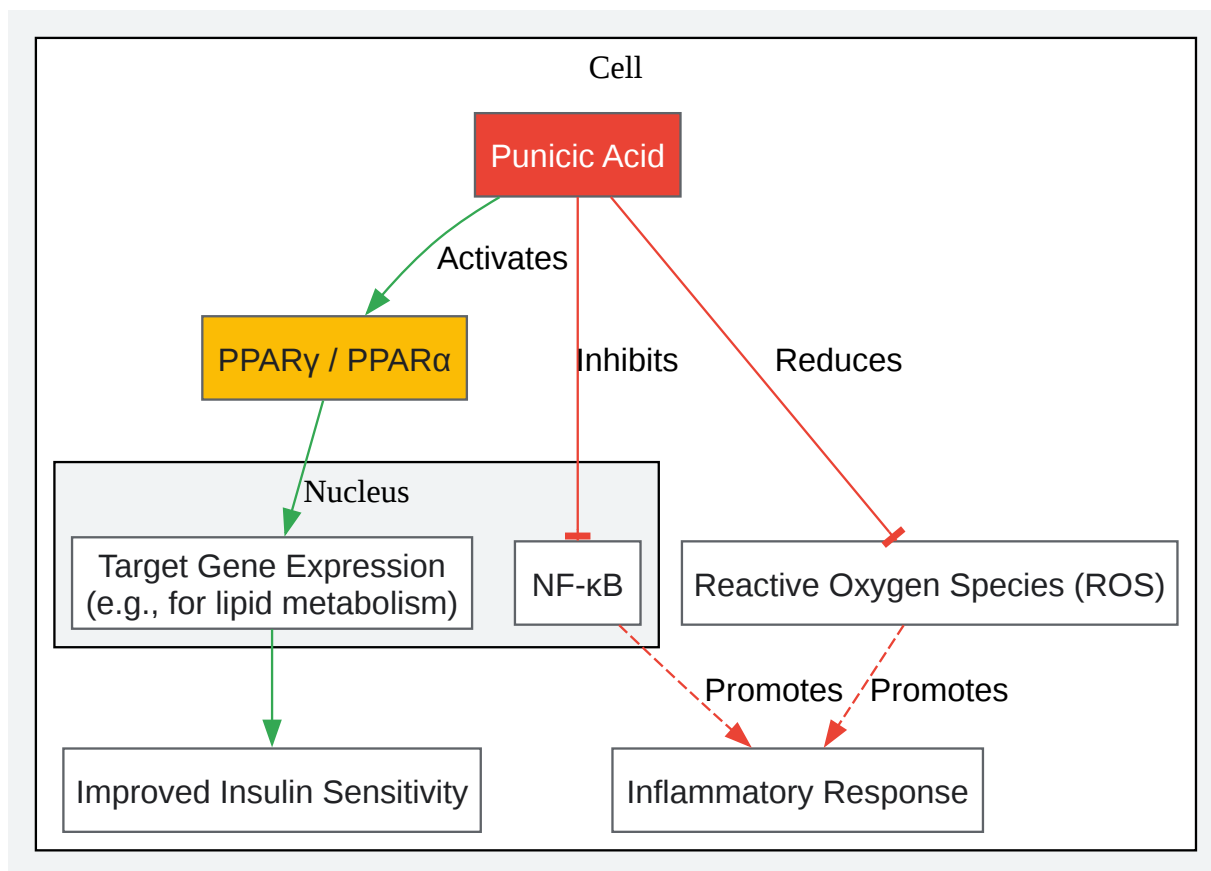 Cell
Punicic Acid
Activates
PPARγ / PPARα
Inhibits
Reduces
Nucleus
Target Gene Expression
(e.g., for lipid metabolism)
NF-κB
Reactive Oxygen Species (ROS)
Promotes
Promotes
Improved Insulin Sensitivity
Inflammatory Response